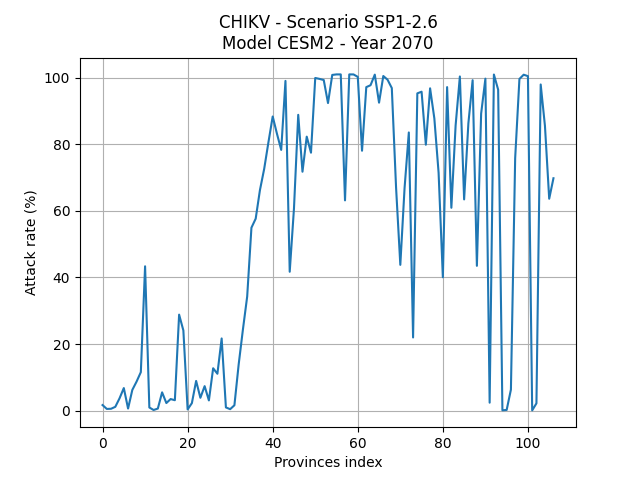 CHIKV - Scenario SSP1-2.6
Model CESM2 - Year 2070
Attack rate (%)
100
80
60
40
20
0
0 20 40 60 80 100
Provinces index